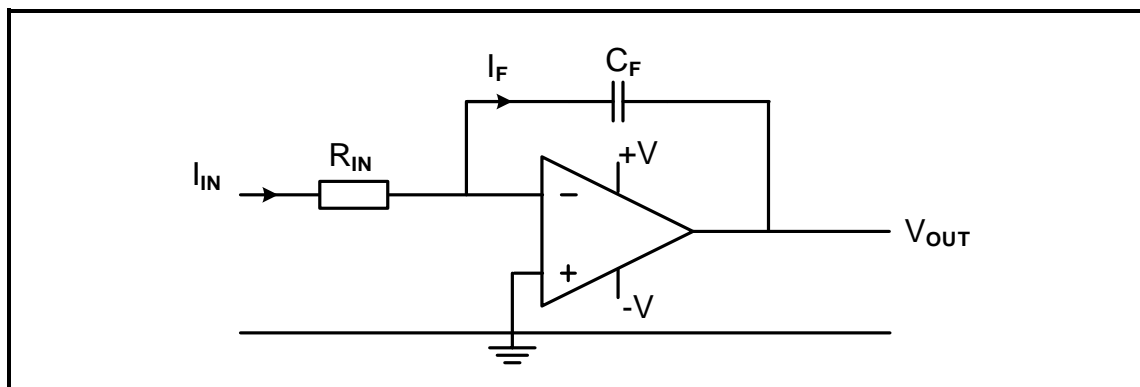 I_F
C_F
R_IN
I_IN
+V
−
+
-V
V_OUT